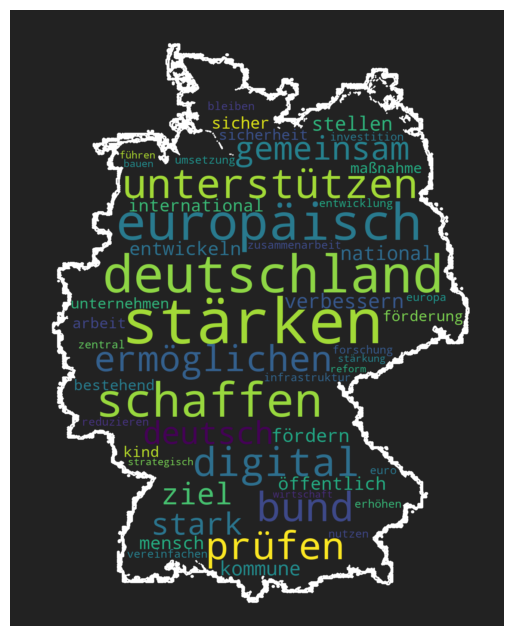 bleiben
sicher stellen
sicherheit investition
gemeinsam
führen umsetzung maßnahme
bauen
unterstützen
international entwicklung
europäisch
entwickeln zusammenarbeit national
deutschland
unternehmen verbessern europa
stärken
arbeit förderung
zentral
ermöglichen forschung
stärkung
reform
bestehend infrastruktur
schaffen
reduzieren
deutsch fördern
kind
strategisch digital euro
öffentlich
ziel wirtschaft
bund erhöhen
stark
mensch prüfen nutzen
vereinfachen
kommune